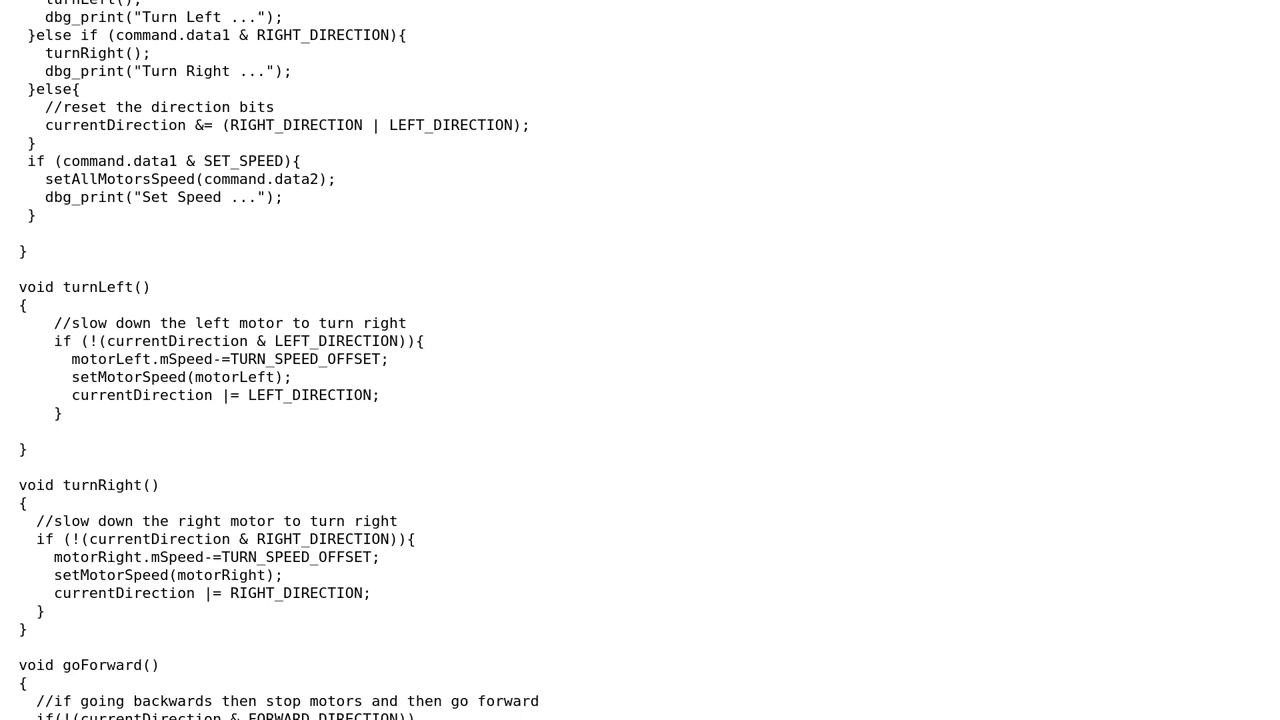 turnLeft();
dbg_print("Turn Left ...");
}else if (command.data1 & RIGHT_DIRECTION){
turnRight();
dbg_print("Turn Right ...");
}else{
//reset the direction bits
currentDirection &= (RIGHT_DIRECTION | LEFT_DIRECTION);
}
if (command.data1 & SET_SPEED){
setAllMotorsSpeed(command.data2);
dbg_print("Set Speed ...");
}
}
void turnLeft()
{
//slow down the left motor to turn right
if (!(currentDirection & LEFT_DIRECTION)){
motorLeft.mSpeed-=TURN_SPEED_OFFSET;
setMotorSpeed(motorLeft);
currentDirection |= LEFT_DIRECTION;
}
}
void turnRight()
{
//slow down the right motor to turn right
if (!(currentDirection & RIGHT_DIRECTION)){
motorRight.mSpeed-=TURN_SPEED_OFFSET;
setMotorSpeed(motorRight);
currentDirection |= RIGHT_DIRECTION;
}
}
void goForward()
{
//if going backwards then stop motors and then go forward
if(!(currentDirection & FORWARD_DIRECTION))